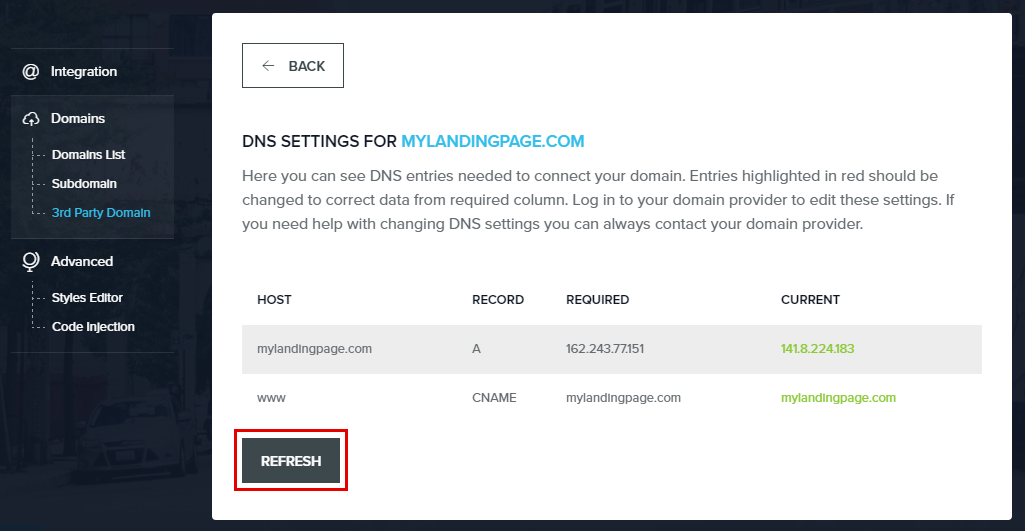 BACK
@ Integration
Domains
Domains List
Subdomain
3rd Party Domain
Advanced
Styles Editor
Code Injection
DNS SETTINGS FOR MYLANDINGPAGE.COM
Here you can see DNS entries needed to connect your domain. Entries highlighted in red should be
changed to correct data from required column. Log in to your domain provider to edit these settings. If
you need help with changing DNS settings you can always contact your domain provider.
HOST RECORD REQUIRED CURRENT
mylandingpage.com A 162.243.77.151 141.8.224.183
www CNAME mylandingpage.com mylandingpage.com
REFRESH